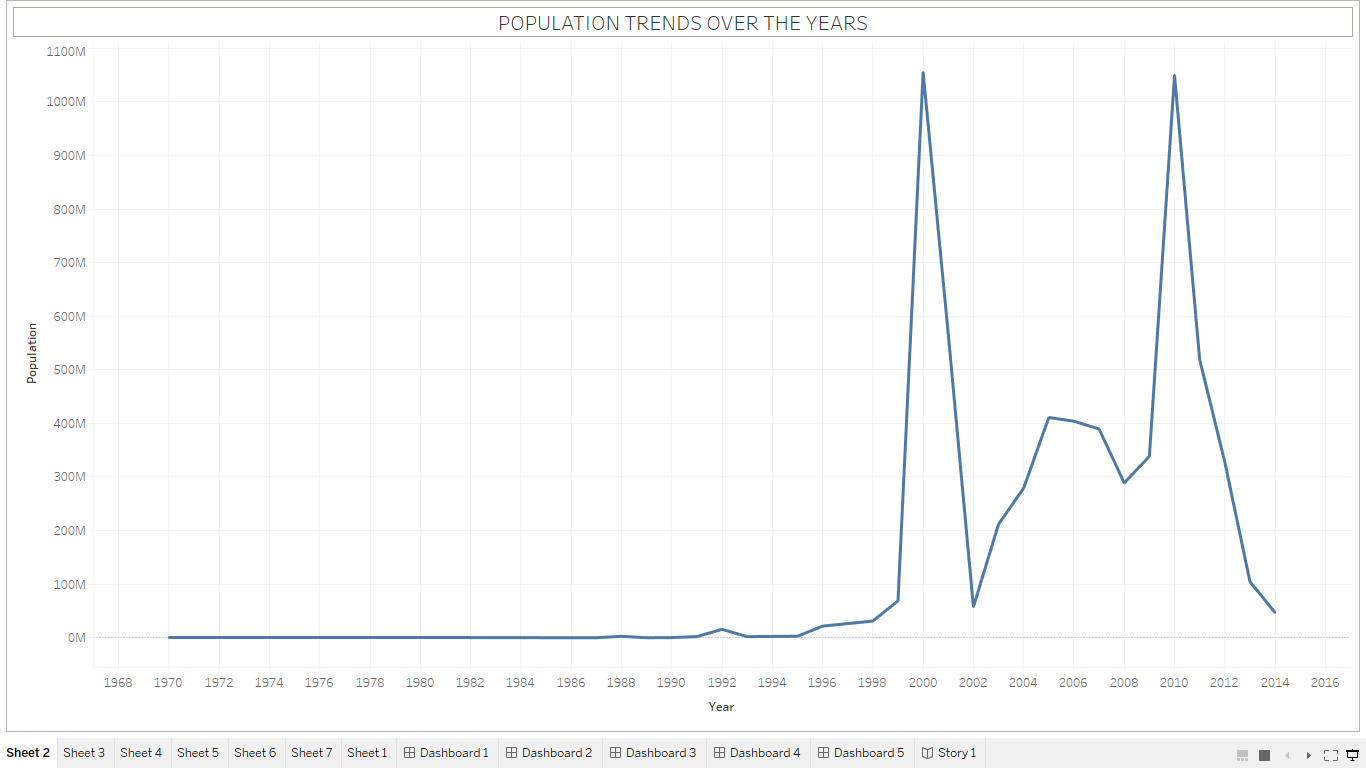 POPULATION TRENDS OVER THE YEARS
1100M
1000M
900M
800M
700M
600M
500M
400M
300M
200M
100M
0M
Population
1968 1970 1972 1974 1976 1978 1980 1982 1984 1986 1988 1990 1992 1994 1996 1998 2000 2002 2004 2006 2008 2010 2012 2014 2016
Year
Sheet 2 Sheet 3 Sheet 4 Sheet 5 Sheet 6 Sheet 7 Sheet 1 Dashboard 1 Dashboard 2 Dashboard 3 Dashboard 4 Dashboard 5 Story 1